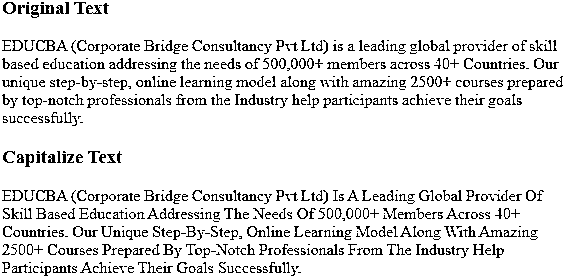 Original Text
EDUCBA (Corporate Bridge Consultancy Pvt Ltd) is a leading global provider of skill
based education addressing the needs of 500,000+ members across 40+ Countries. Our
unique step-by-step, online learning model along with amazing 2500+ courses prepared
by top-notch professionals from the Industry help participants achieve their goals
successfully.
Capitalize Text
EDUCBA (Corporate Bridge Consultancy Pvt Ltd) Is A Leading Global Provider Of
Skill Based Education Addressing The Needs Of 500,000+ Members Across 40+
Countries. Our Unique Step-By-Step, Online Learning Model Along With Amazing
2500+ Courses Prepared By Top-Notch Professionals From The Industry Help
Participants Achieve Their Goals Successfully.